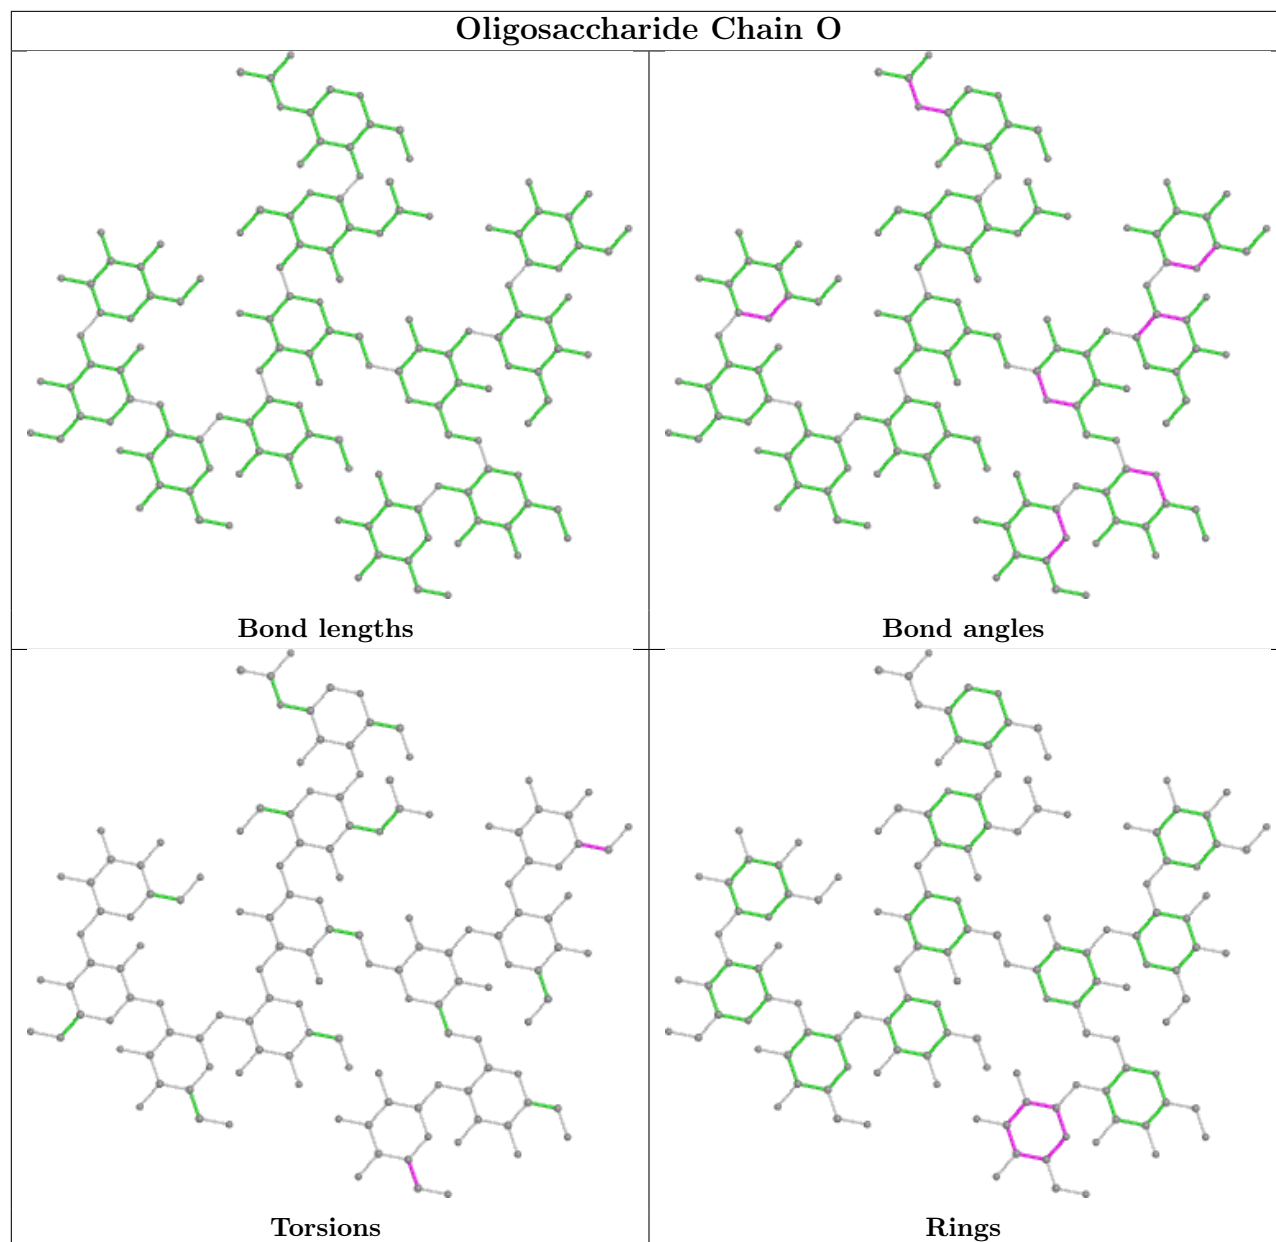 Oligosaccharide Chain O
Bond lengths
Bond angles
Torsions
Rings